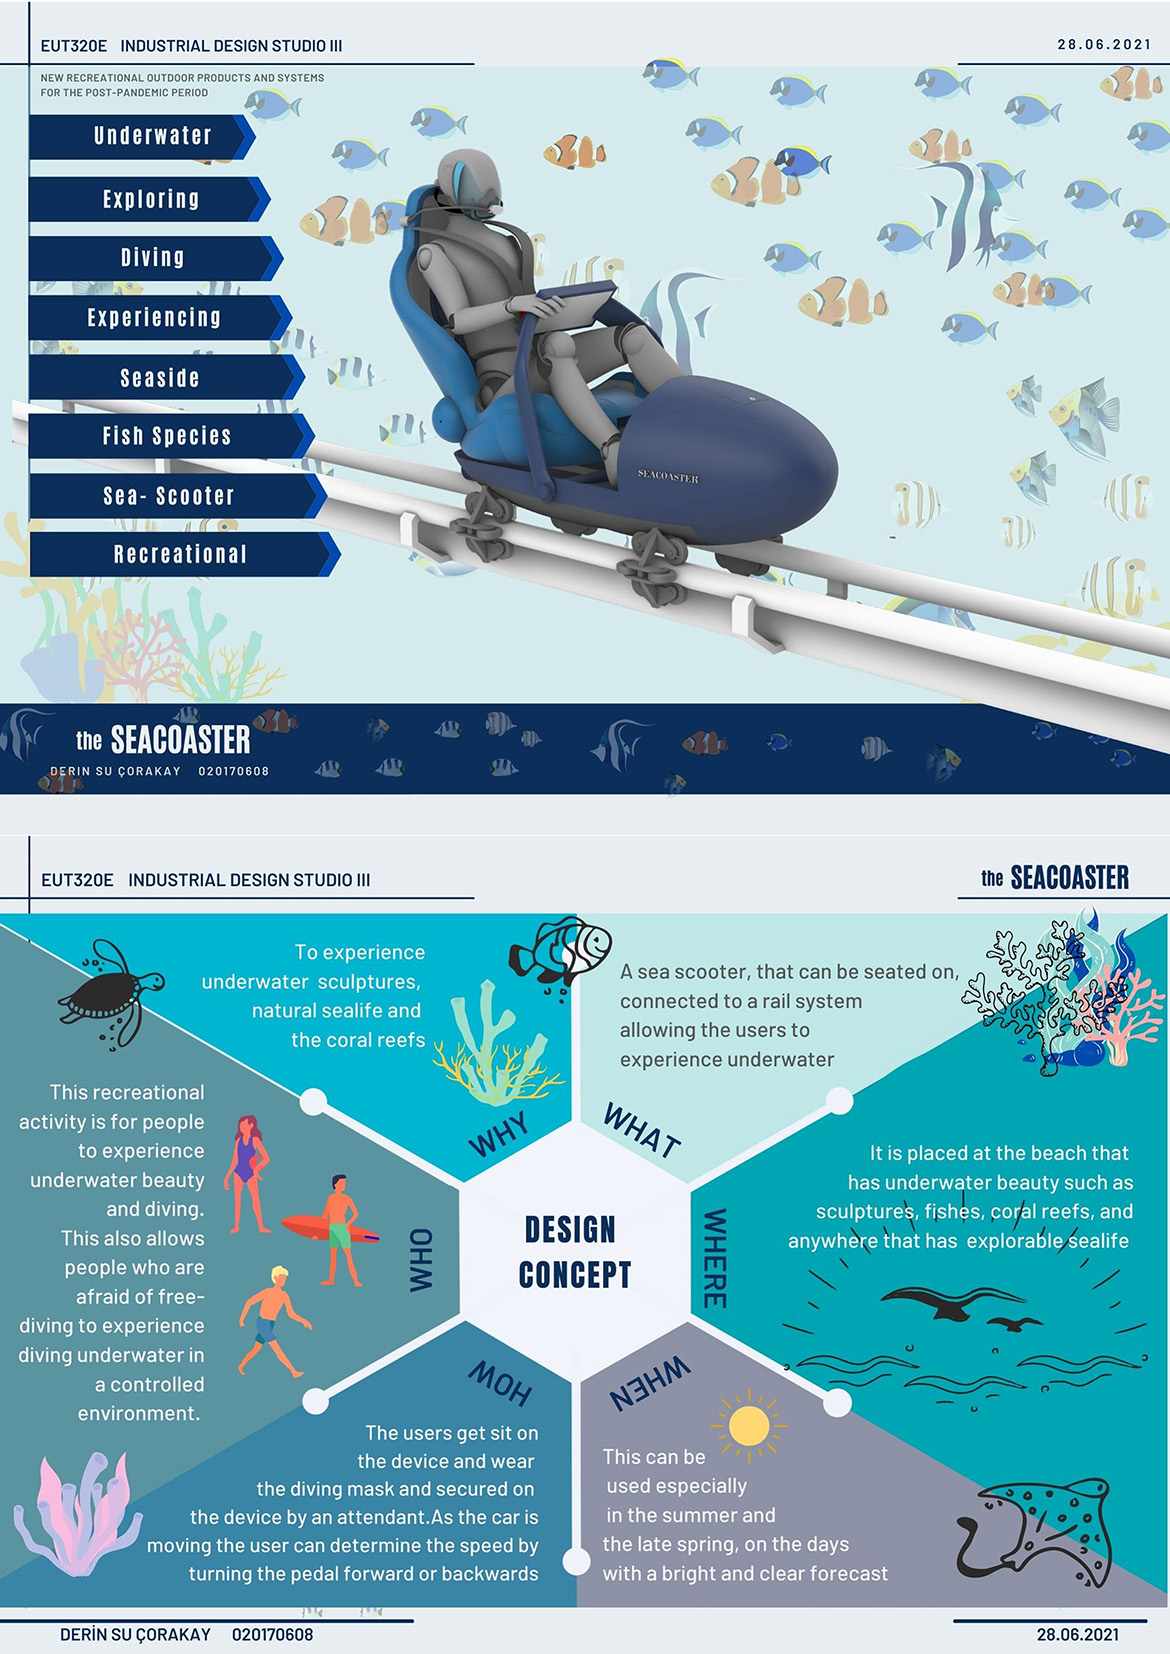 EUT320E INDUSTRIAL DESIGN STUDIO III
28.06.2021
NEW RECREATIONAL OUTDOOR PRODUCTS AND SYSTEMS
FOR THE POST-PANDEMIC PERIOD
Underwater
Exploring
Diving
Experiencing
Seaside
Fish Species
Sea- Scooter
Recreational
SEACOASTER
the SEACOASTER
DERİN SU ÇORAKAY 020170608
EUT320E INDUSTRIAL DESIGN STUDIO III
the SEACOASTER
To experience
underwater sculptures,
natural sealife and
the coral reefs
WHY
A sea scooter, that can be seated on,
connected to a rail system
allowing the users to
experience underwater
WHAT
This recreational
activity is for people
to experience
underwater beauty
and diving.
This also allows
people who are
afraid of free-
diving to experience
diving underwater in
a controlled
environment.
WHO
DESIGN
CONCEPT
WHERE
It is placed at the beach that
has underwater beauty such as
sculptures, fishes, coral reefs, and
anywhere that has explorable sealife
HOW
The users get sit on
the device and wear
the diving mask and secured on
the device by an attendant.As the car is
moving the user can determine the speed by
turning the pedal forward or backwards
WHEN
This can be
used especially
in the summer and
the late spring, on the days
with a bright and clear forecast
DERİN SU ÇORAKAY 020170608
28.06.2021